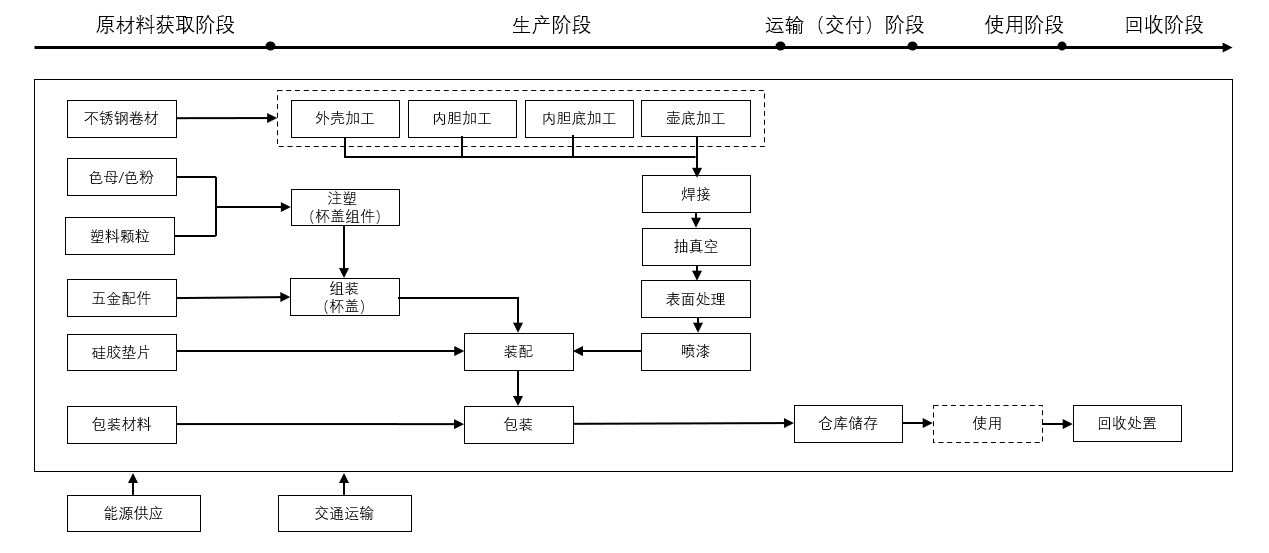 原材料获取阶段
生产阶段
运输（交付）阶段
使用阶段
回收阶段
不锈钢卷材
外壳加工
内胆加工
内胆底加工
壶底加工
色母/色粉
塑料颗粒
注塑
（杯盖组件）
焊接
抽真空
五金配件
组装
（杯盖）
表面处理
硅胶垫片
装配
喷漆
包装材料
包装
仓库储存
使用
回收处置
能源供应
交通运输